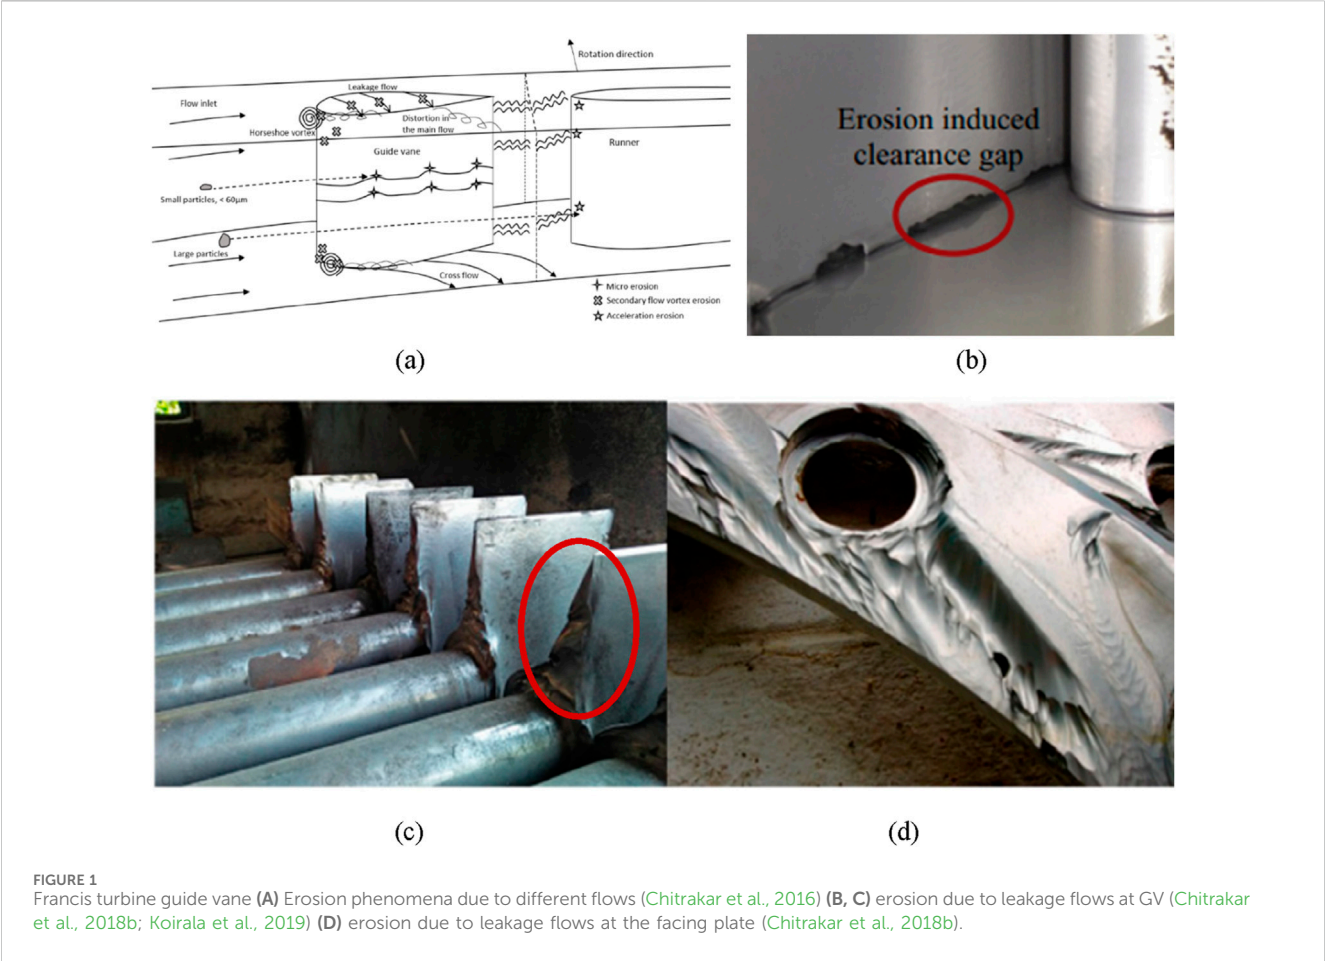 Rotation direction
Leakage flow
Flow inlet
Distortion in
the main flow
Horseshoe vortex
Guide vane
Runner
Small particles, < 60µm
Large particles
Cross flow
Micro erosion
Secondary flow vortex erosion
Acceleration erosion
(a)
Erosion induced
clearance gap
(b)
(c)
(d)
FIGURE 1
Francis turbine guide vane (A) Erosion phenomena due to different flows (Chitrakar et al., 2016) (B, C) erosion due to leakage flows at GV (Chitrakar
et al., 2018b; Koirala et al., 2019) (D) erosion due to leakage flows at the facing plate (Chitrakar et al., 2018b).